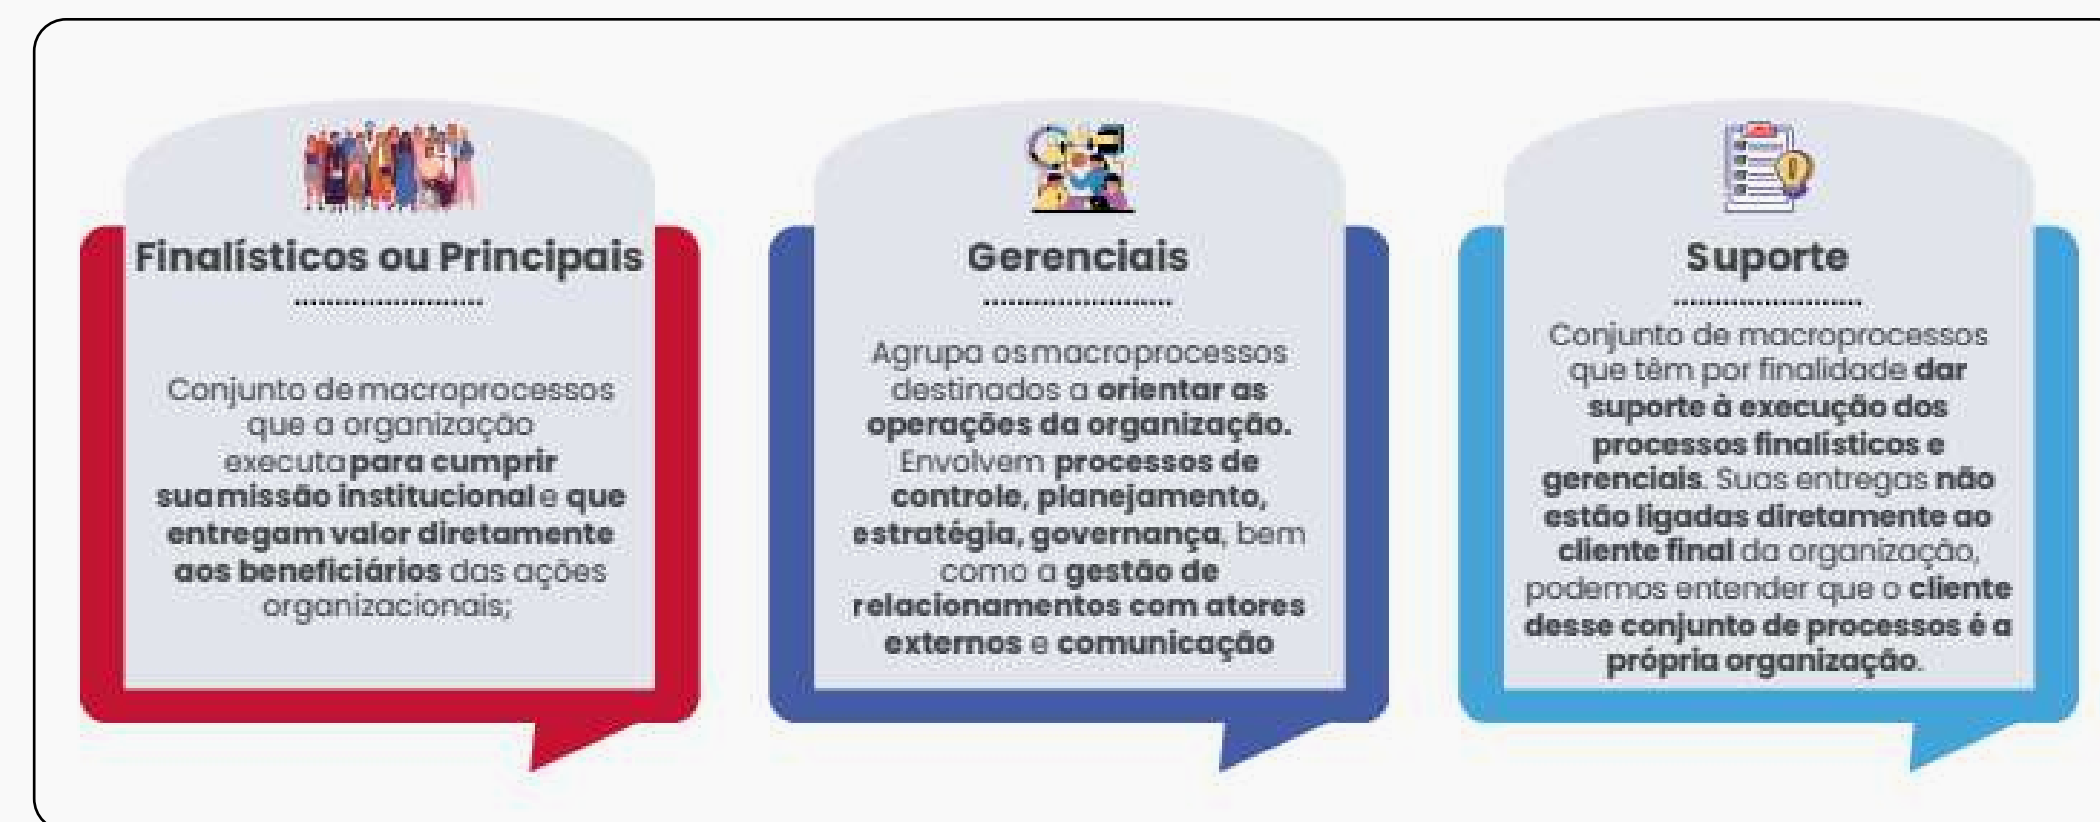 Finalísticos ou Principais
Conjunto de macroprocessos
que a organização
executa para cumprir
sua missão institucional e que
entregam valor diretamente
aos beneficiários das ações
organizacionais;
Gerenciais
Agrupa os macroprocessos
destinados a orientar as
operações da organização.
Envolvem processos de
controle, planejamento,
estratégia, governança, bem
como a gestão de
relacionamentos com atores
externos e comunicação
Suporte
Conjunto de macroprocessos
que têm por finalidade dar
suporte à execução dos
processos finalísticos e
gerenciais. Suas entregas não
estão ligadas diretamente ao
cliente final da organização,
podemos entender que o cliente
desse conjunto de processos é a
própria organização.